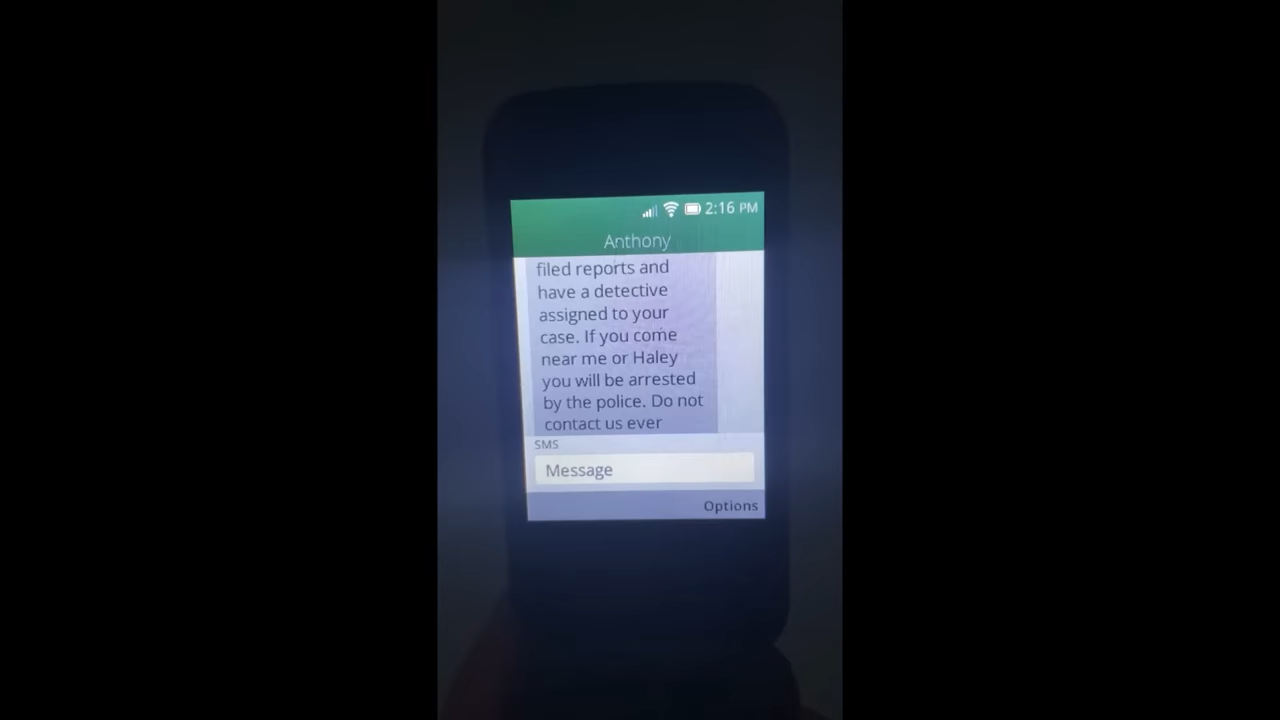 2:16 PM
Anthony
filed reports and
have a detective
assigned to your
case. If you come
near me or Haley
you will be arrested
by the police. Do not
contact us ever
SMS
Message
Options